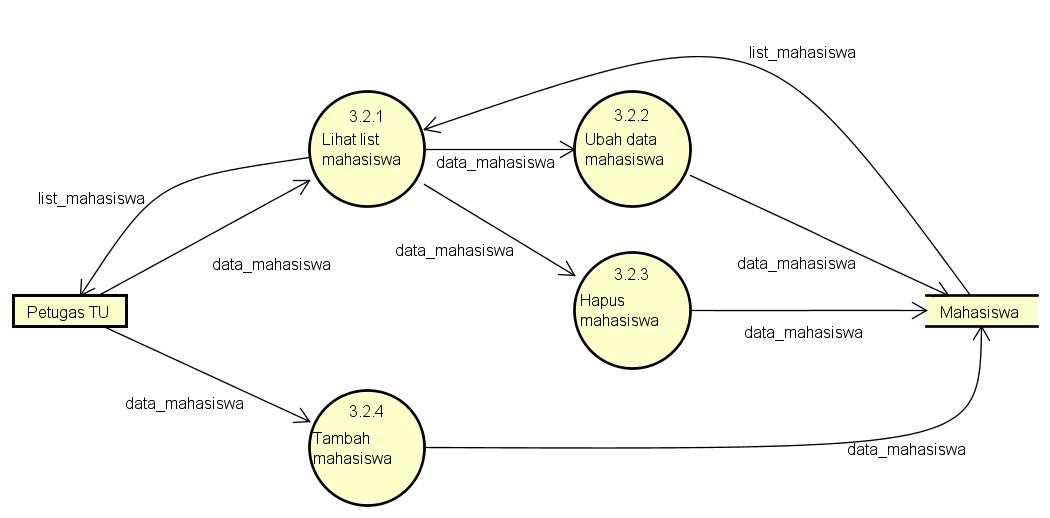 list_mahasiswa
3.2.1
Lihat list
mahasiswa
3.2.2
Ubah data
mahasiswa
data_mahasiswa
list_mahasiswa
data_mahasiswa
data_mahasiswa
data_mahasiswa
3.2.3
Hapus
mahasiswa
Petugas TU
Mahasiswa
data_mahasiswa
data_mahasiswa
3.2.4
Tambah
mahasiswa
data_mahasiswa